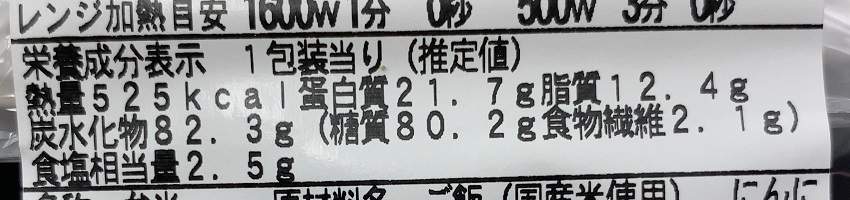 レンジ加熱目安 1600W 1分 0秒 500W 3分 0秒
栄養成分表示 1包装当り(推定値)
熱量525kcal蛋白質21.7g脂質12.4g
炭水化物82.3g(糖質80.2g食物繊維2.1g)
食塩相当量2.5g
名称 弁当 原材料名 ご飯(国産米使用)、にんに